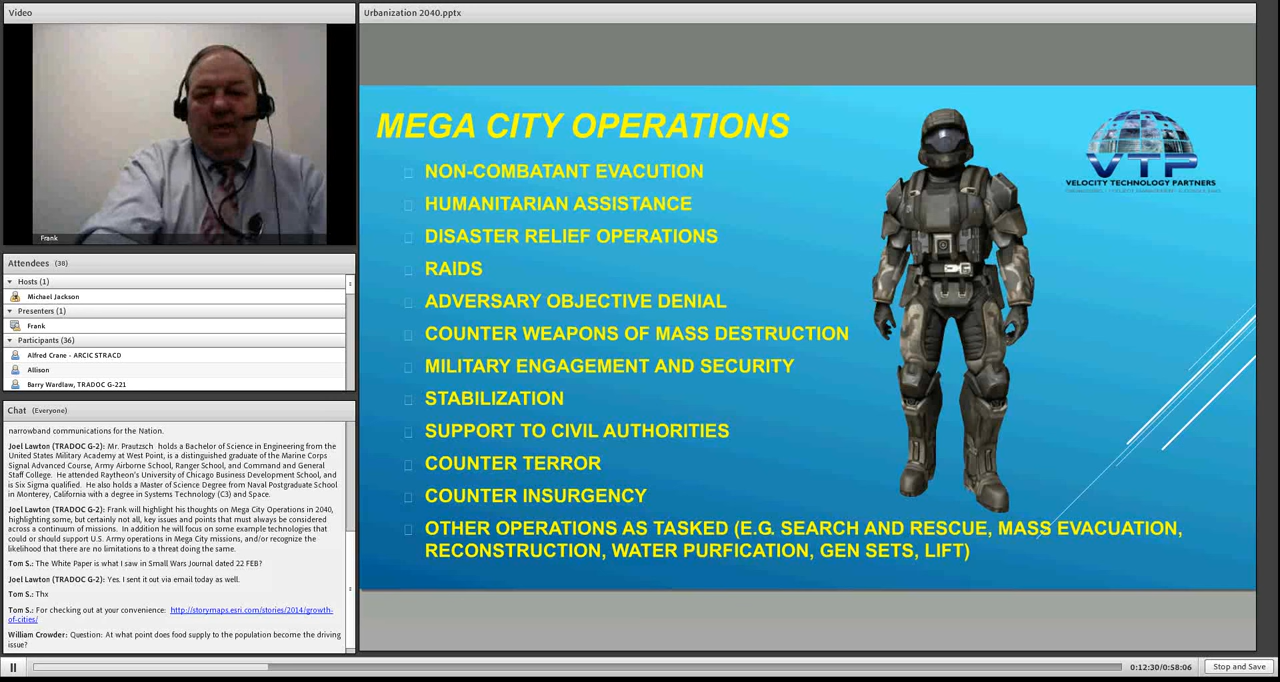 Video
Frank
Attendees (38)
Hosts (1)
Michael Jackson
Presenters (1)
Frank
Participants (36)
Alfred Crane - ARCIC STRACD
Allison
Barry Wardlaw, TRADOC G-221
Chat (Everyone)
narrowband communications for the Nation.
Joel Lawton (TRADOC G-2): Mr. Prautzsch holds a Bachelor of Science in Engineering from the
United States Military Academy at West Point, is a distinguished graduate of the Marine Corps
Signal Advanced Course, Army Airborne School, Ranger School, and Command and General
Staff College. He attended Raytheon's University of Chicago Business Development School, and
is Six Sigma qualified. He also holds a Master of Science Degree from Naval Postgraduate School
in Monterey, California with a degree in Systems Technology (C3) and Space.
Joel Lawton (TRADOC G-2): Frank will highlight his thoughts on Mega City Operations in 2040,
highlighting some, but certainly not all, key issues and points that must always be considered
across a continuum of missions. In addition he will focus on some example technologies that
could or should support U.S. Army operations in Mega City missions, and/or recognize the
likelihood that there are no limitations to a threat doing the same.
Tom S.: The White Paper is what I saw in Small Wars Journal dated 22 FEB?
Joel Lawton (TRADOC G-2): Yes. I sent it out via email today as well.
Tom S.: Thx
Tom S.: For checking out at your convenience: http://storymaps.esri.com/stories/2014/growth-
of-cities/
William Crowder: Question: At what point does food supply to the population become the driving
issue?
Urbanization 2040.pptx
MEGA CITY OPERATIONS
NON-COMBATANT EVACUTION
HUMANITARIAN ASSISTANCE
DISASTER RELIEF OPERATIONS
RAIDS
ADVERSARY OBJECTIVE DENIAL
COUNTER WEAPONS OF MASS DESTRUCTION
MILITARY ENGAGEMENT AND SECURITY
STABILIZATION
SUPPORT TO CIVIL AUTHORITIES
COUNTER TERROR
COUNTER INSURGENCY
OTHER OPERATIONS AS TASKED (E.G. SEARCH AND RESCUE, MASS EVACUATION,
RECONSTRUCTION, WATER PURFICATION, GEN SETS, LIFT)
VTP
VELOCITY TECHNOLOGY PARTNERS
0:12:30/0:58:06
Stop and Save